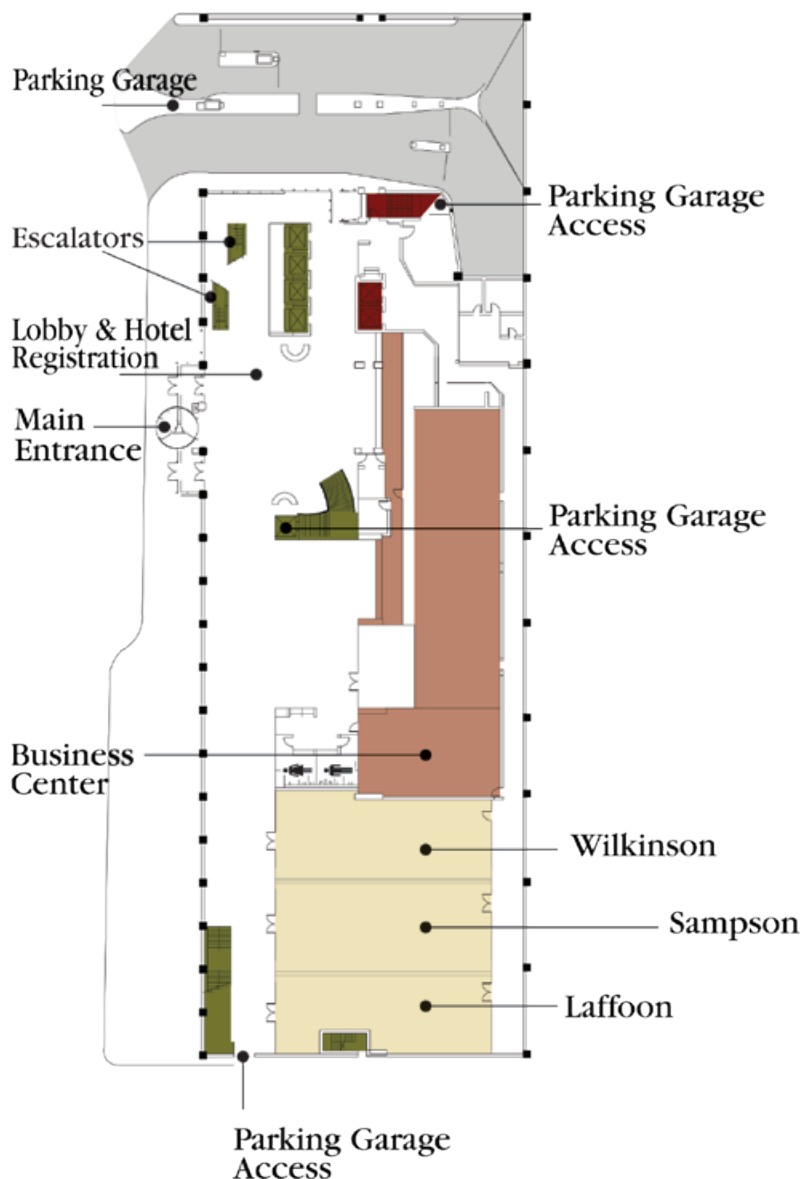 Parking Garage
Parking Garage
Access
Escalators
Lobby & Hotel
Registration
Main
Entrance
Parking Garage
Access
Business
Center
Wilkinson
Sampson
Laffoon
Parking Garage
Access